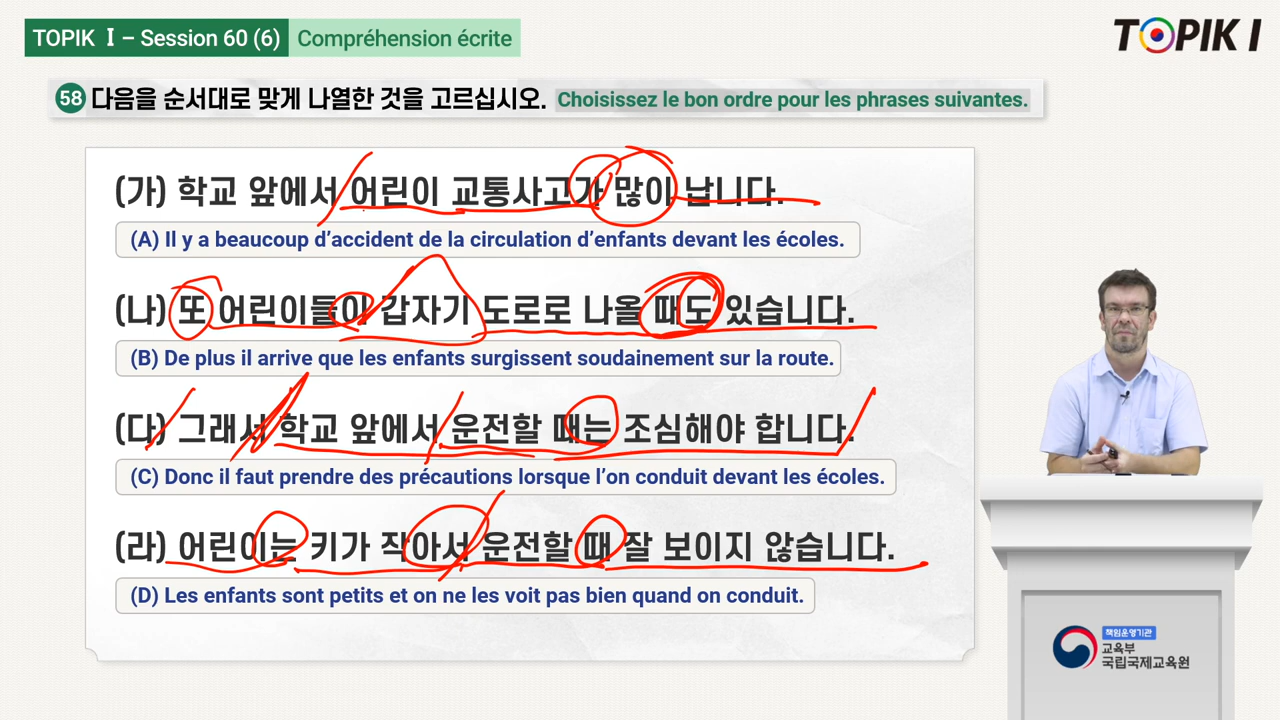 TOPIK Ⅰ – Session 60 (6) Compréhension écrite
TOPIK I
58 다음을 순서대로 맞게 나열한 것을 고르십시오. Choisissez le bon ordre pour les phrases suivantes.
(가) 학교 앞에서 어린이 교통사고가 많이 납니다.
(A) Il y a beaucoup d’accident de la circulation d’enfants devant les écoles.
(나) 또 어린이들이 갑자기 도로로 나올 때도 있습니다.
(B) De plus il arrive que les enfants surgissent soudainement sur la route.
(다) 그래서 학교 앞에서 운전할 때는 조심해야 합니다.
(C) Donc il faut prendre des précautions lorsque l’on conduit devant les écoles.
(라) 어린이는 키가 작아서 운전할 때 잘 보이지 않습니다.
(D) Les enfants sont petits et on ne les voit pas bien quand on conduit.
책임운영기관
교육부
국립국제교육원